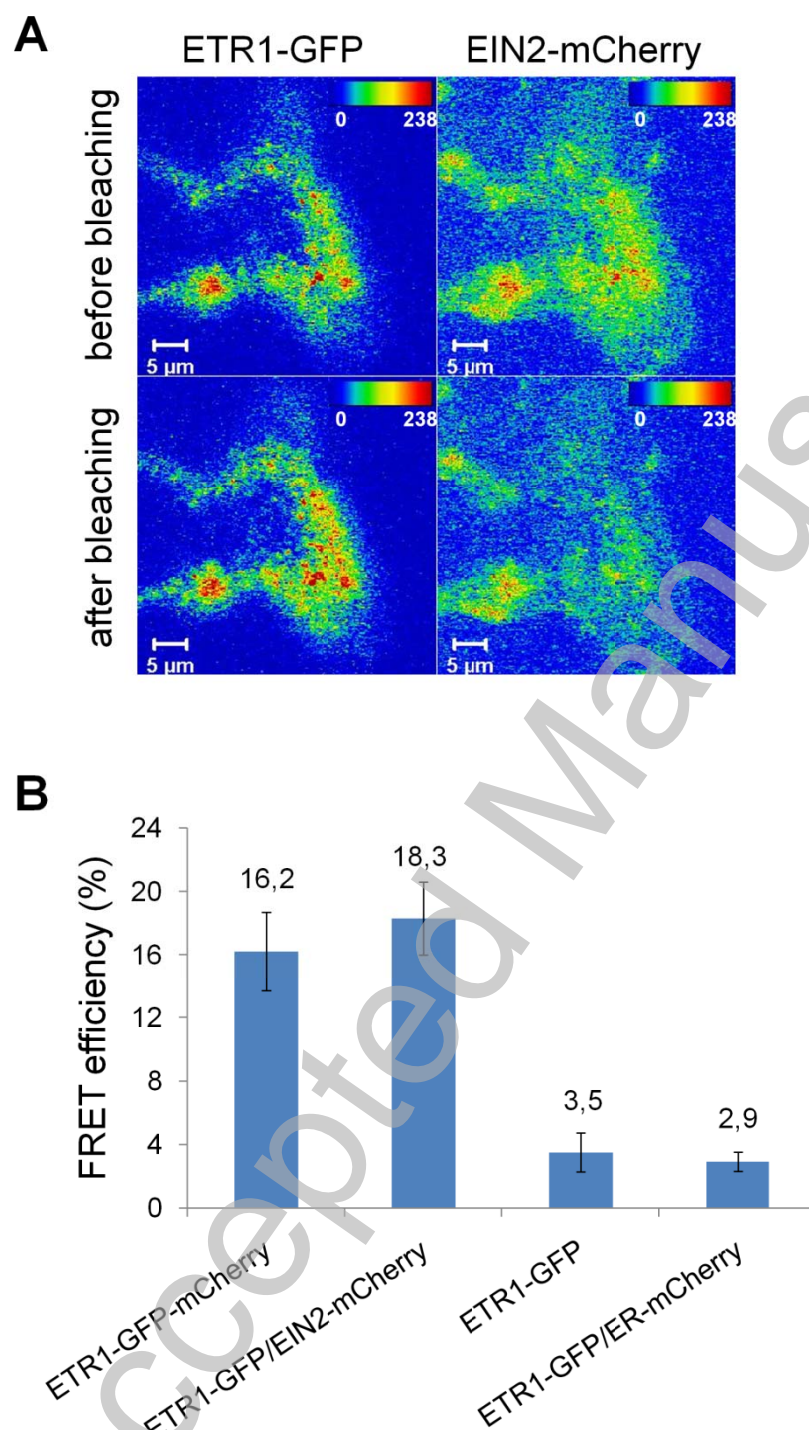 A
ETR1-GFP EIN2-mCherry
before bleaching
0 238 0 238
5 µm 5 µm
after bleaching
0 238 0 238
5 µm 5 µm
B
FRET efficiency (%)
24
20
16
12
8
4
0
16,2
18,3
3,5
2,9
ETR1-GFP-mCherry
ETR1-GFP/EIN2-mCherry
ETR1-GFP
ETR1-GFP/ER-mCherry
ccepted Manus